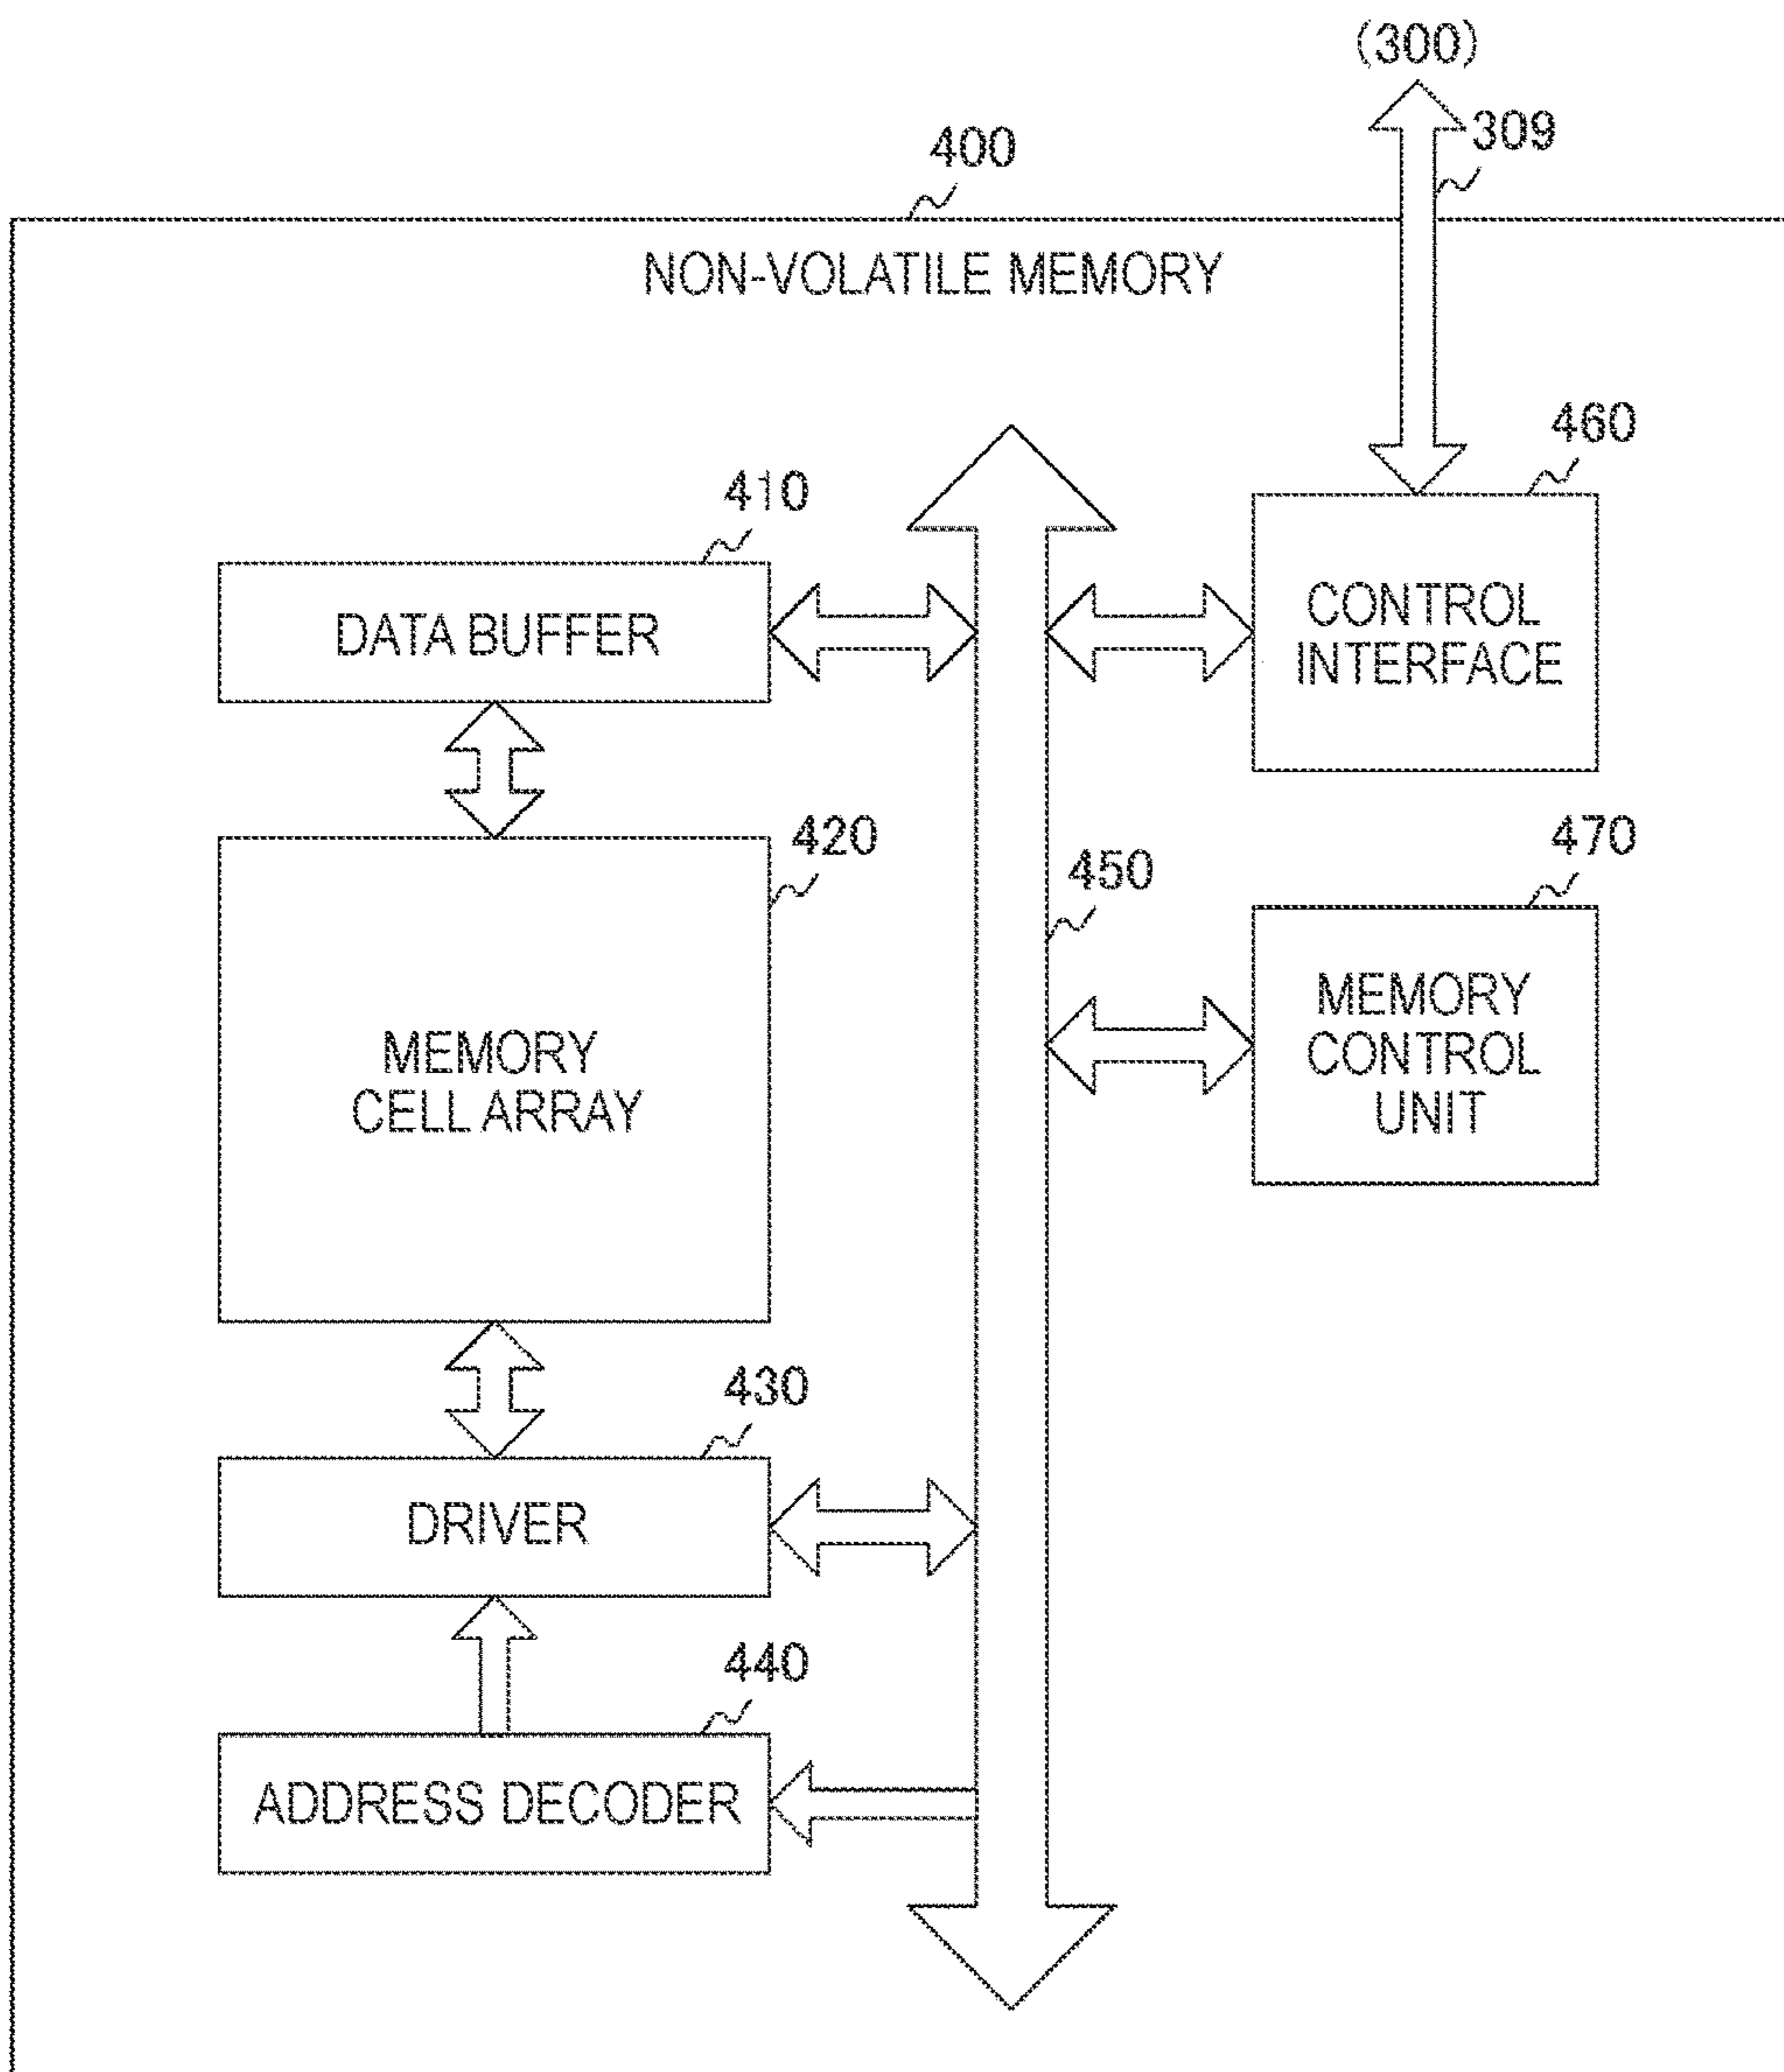 (300)
309
400
NON-VOLATILE MEMORY
460
410
DATA BUFFER
CONTROL
INTERFACE
420
450
470
MEMORY
CELL ARRAY
MEMORY
CONTROL
UNIT
430
DRIVER
440
ADDRESS DECODER